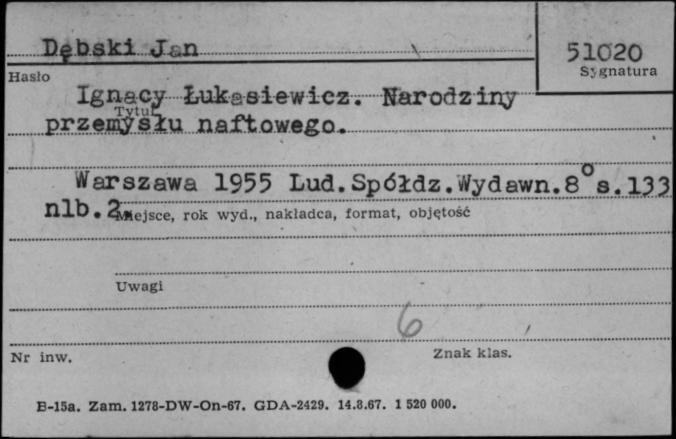 Dębski Jan
51020
Hasło
Sygnatura
Ignacy Łukasiewicz. Narodziny
Tytuł
przemysłu naftowego.
Warszawa 1955 Lud.Spółdz.Wydawn.8° s.133
nlb.2.
Miejsce, rok wyd., nakładca, format, objętość
Uwagi
6
Nr inw.
Znak klas.
B-15a. Zam. 1278-DW-On-67. GDA-2429. 14.8.67. 1 520 000.